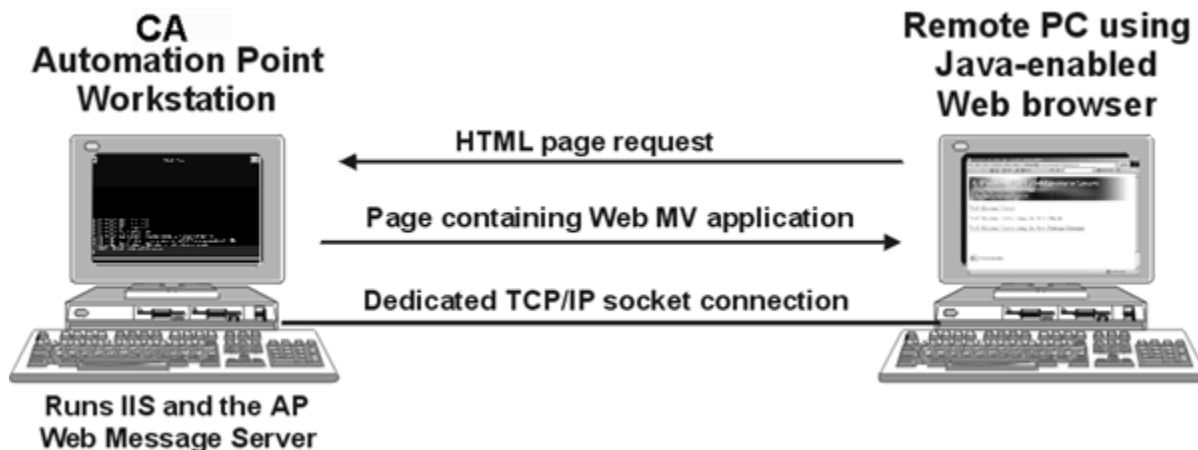 CA
Automation Point
Workstation
Remote PC using
Java-enabled
Web browser
HTML page request
Page containing Web MV application
Dedicated TCP/IP socket connection
Runs IIS and the AP
Web Message Server